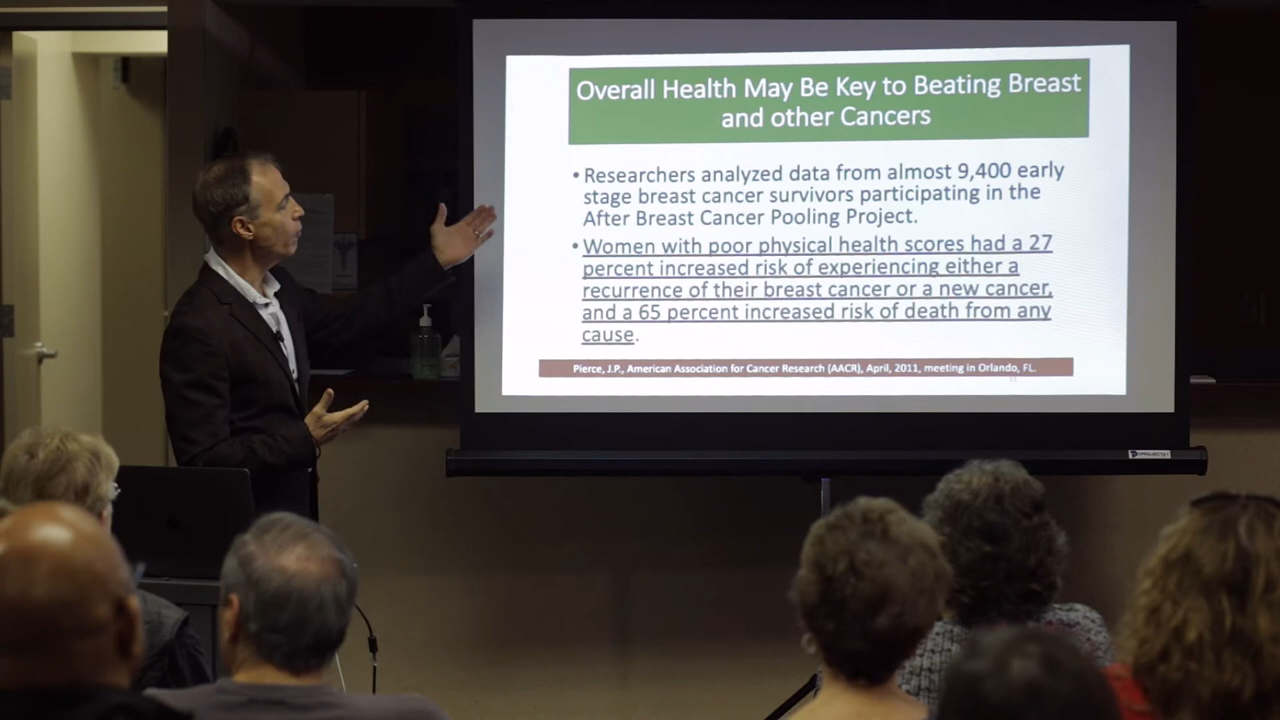 Overall Health May Be Key to Beating Breast
and other Cancers
• Researchers analyzed data from almost 9,400 early
stage breast cancer survivors participating in the
After Breast Cancer Pooling Project.
• Women with poor physical health scores had a 27
percent increased risk of experiencing either a
recurrence of their breast cancer or a new cancer,
and a 65 percent increased risk of death from any
cause.
Pierce, J.P., American Association for Cancer Research (AACR), April, 2011, meeting in Orlando, FL.